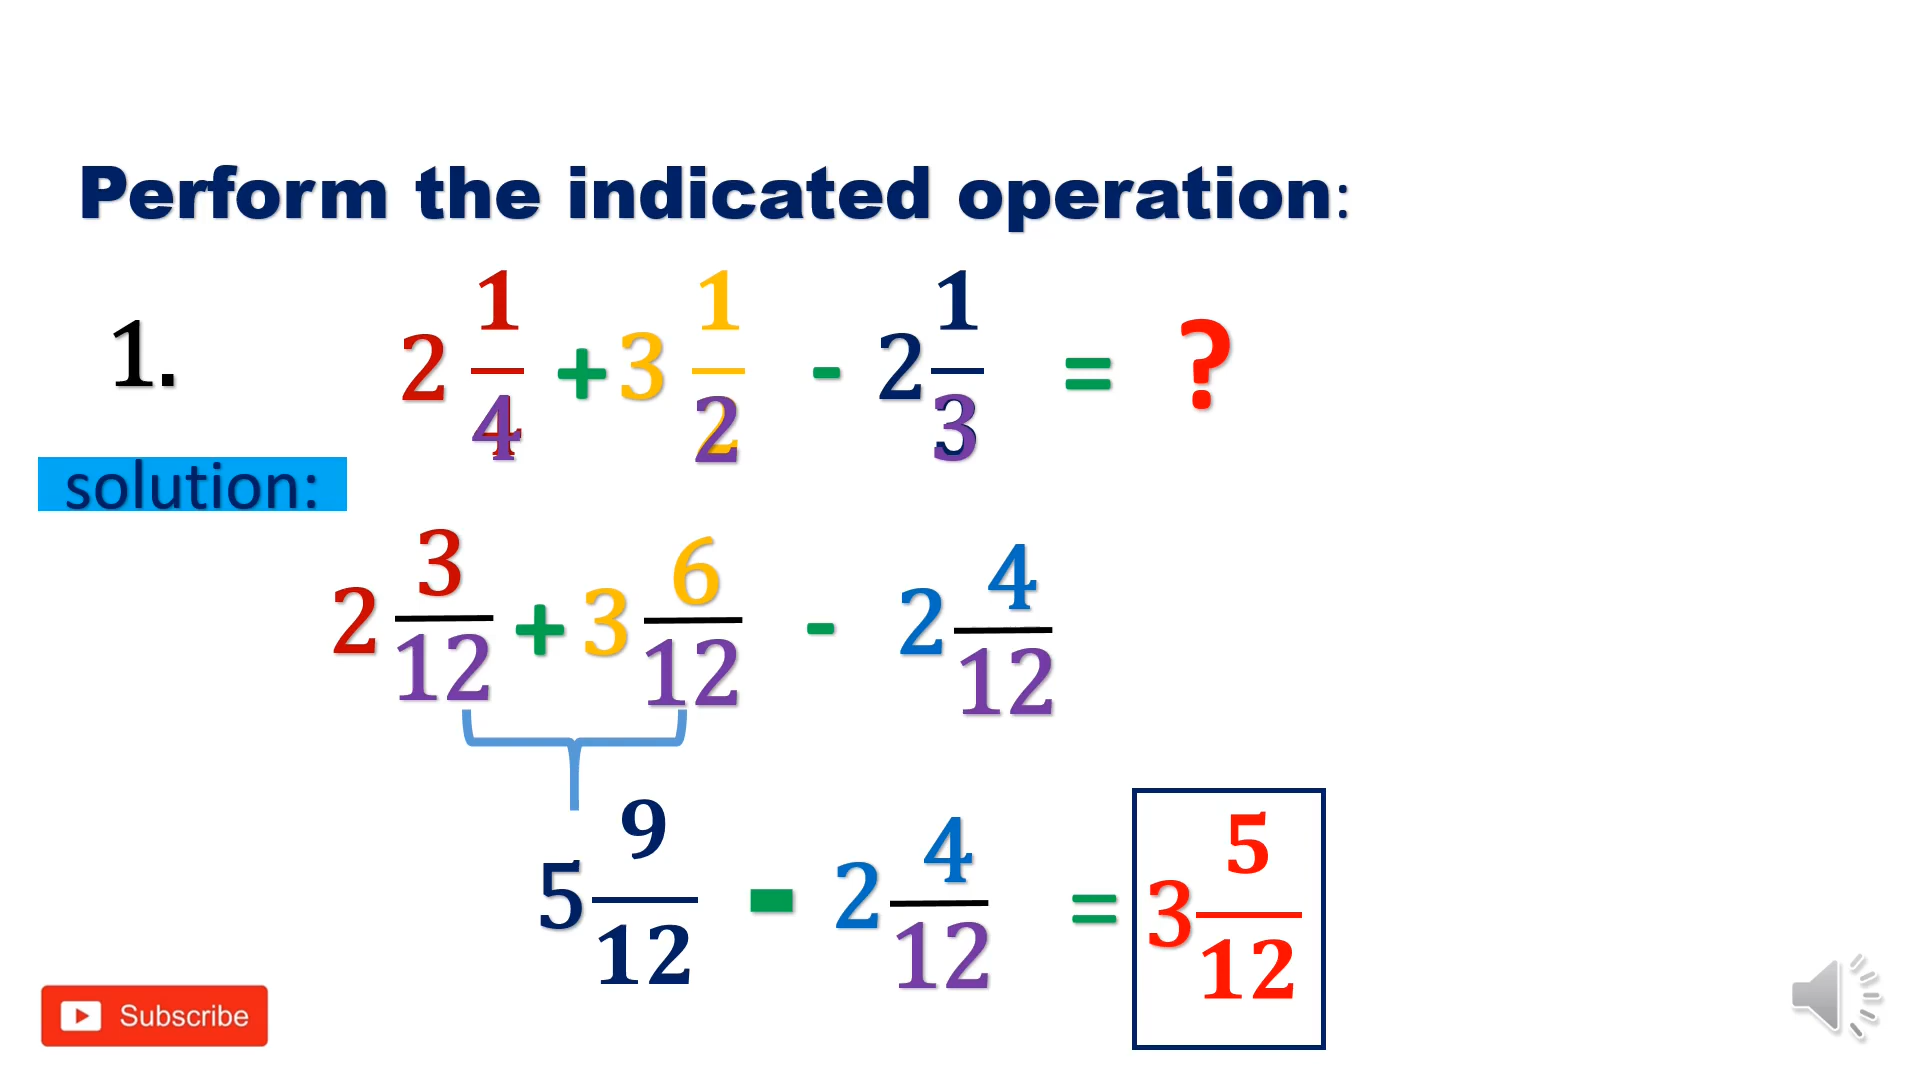 Perform the indicated operation:
1. 2 1/4 + 3 1/2 - 2 1/3 = ?
solution:
2 3/12 + 3 6/12 - 2 4/12
5 9/12 - 2 4/12 = 3 5/12
Subscribe